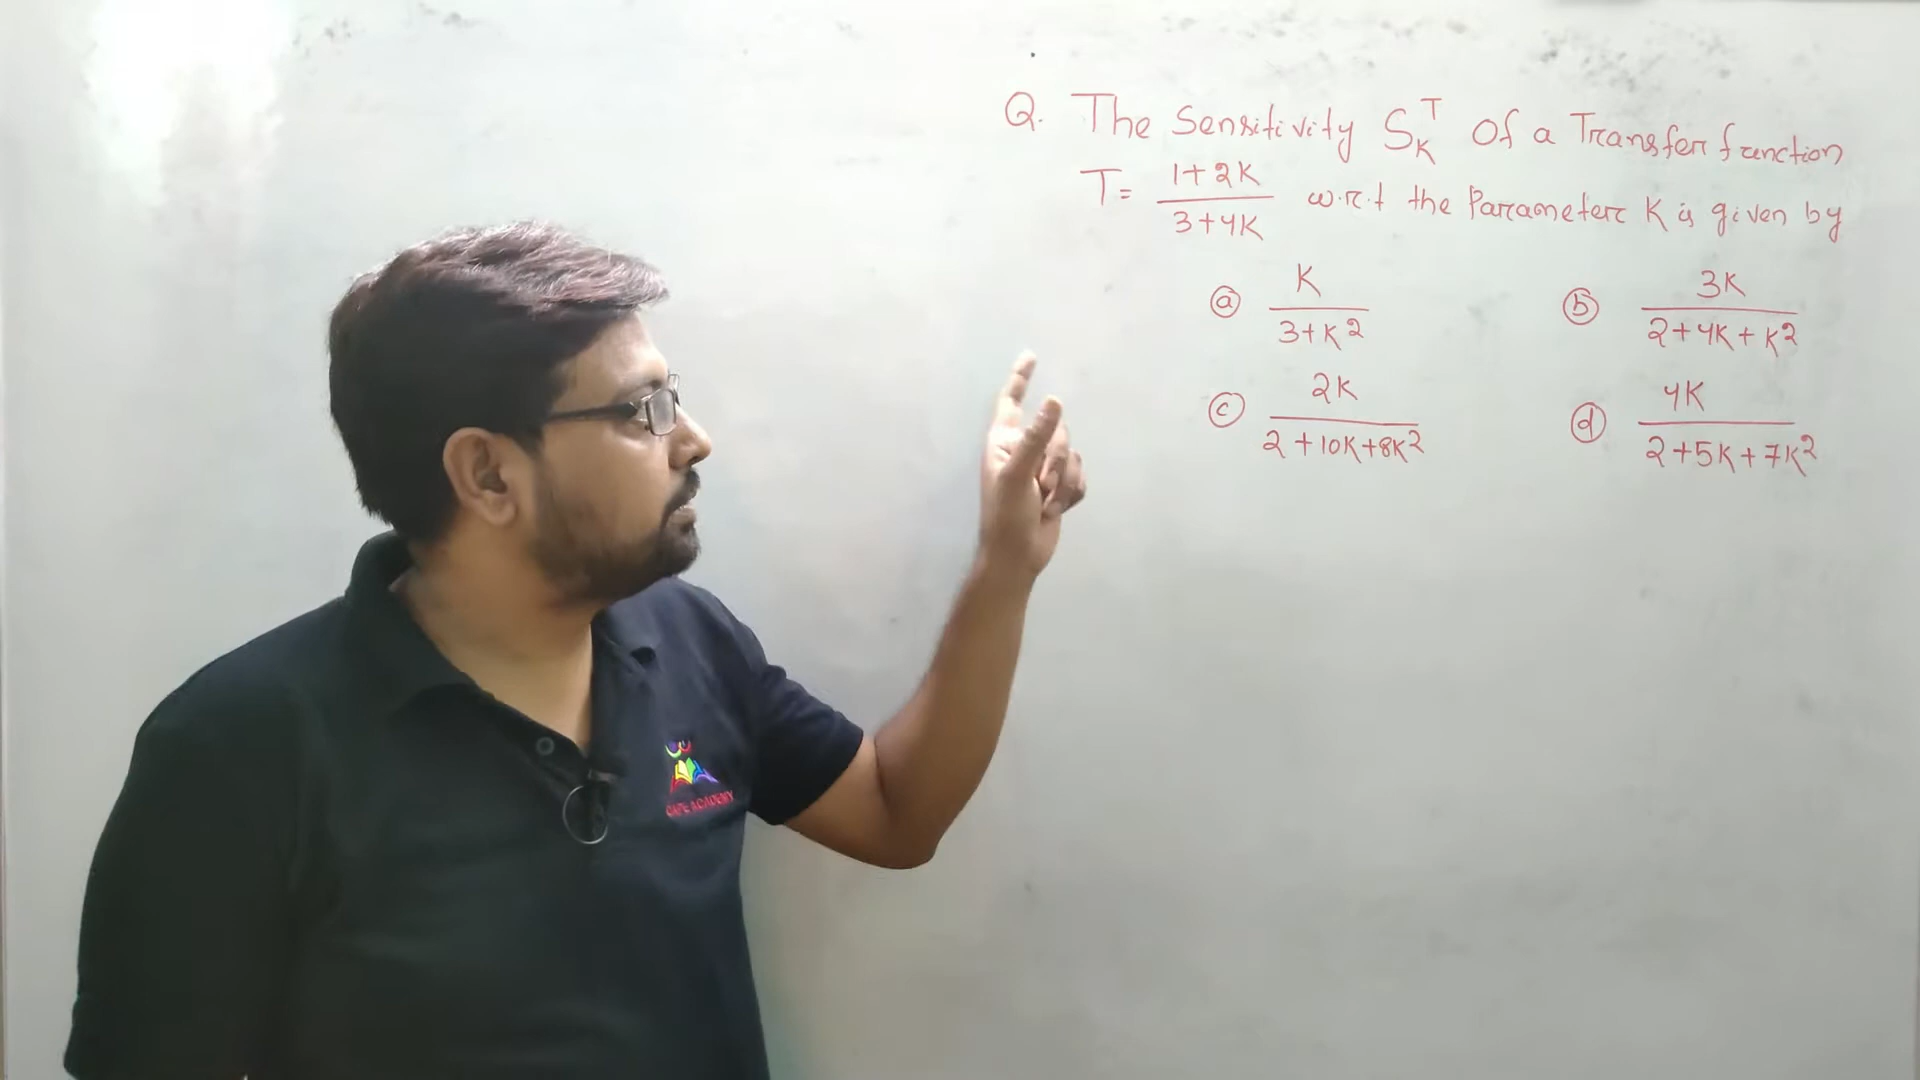 Q. The Sensitivity S_K^T Of a Transfer function
T = (1+2K)/(3+4K) w.r.t the Parameter K is given by
(a) K/(3+K²) (b) 3K/(2+4K+K²)
(c) 2K/(2+10K+8K²) (d) 4K/(2+5K+7K²)
ACADEMY